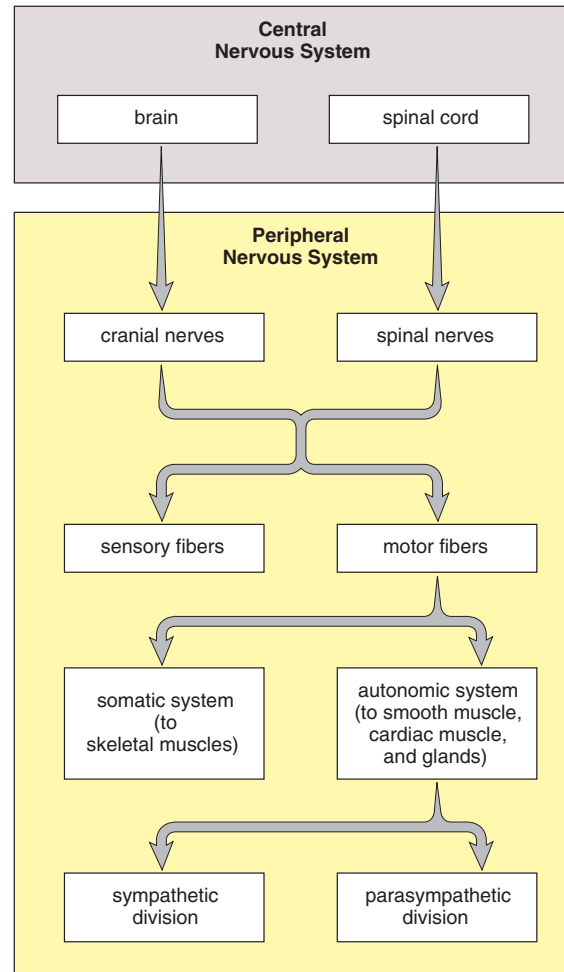 Central
Nervous System
brain
spinal cord
Peripheral
Nervous System
cranial nerves
spinal nerves
sensory fibers
motor fibers
somatic system
(to
skeletal muscles)
autonomic system
(to smooth muscle,
cardiac muscle,
and glands)
sympathetic
division
parasympathetic
division